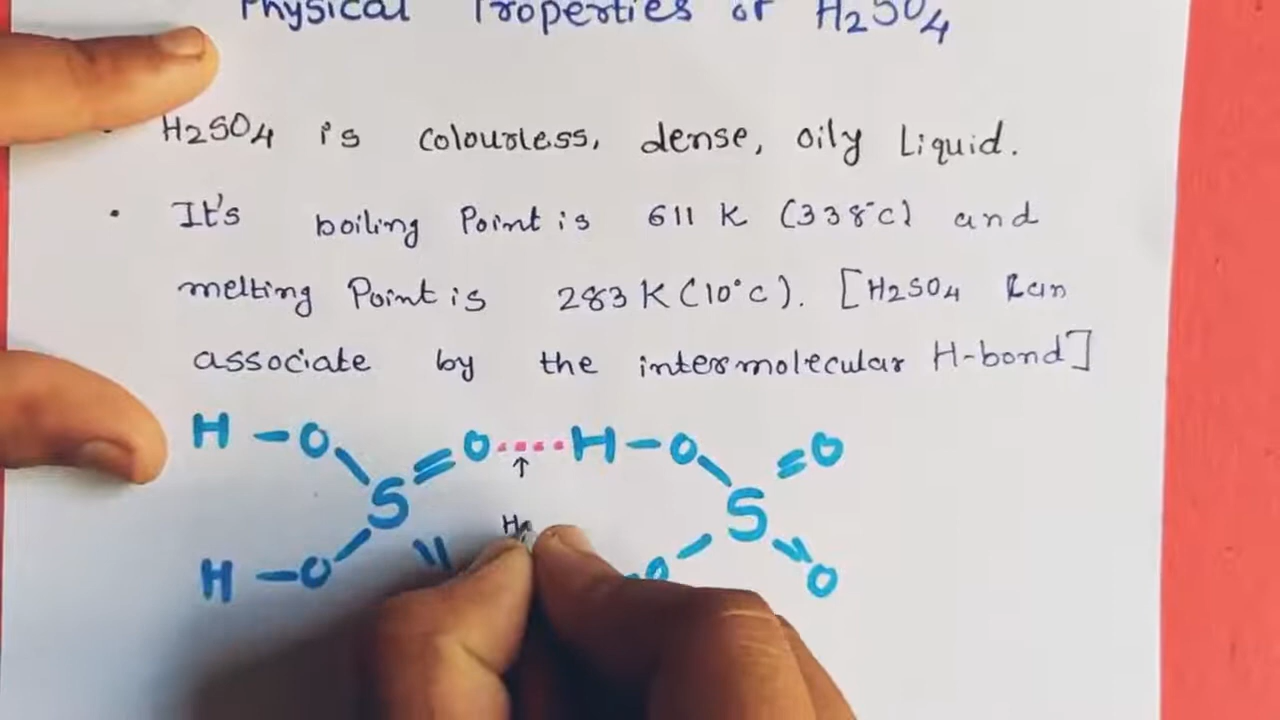 Physical Properties of H2SO4
• H2SO4 is colourless, dense, oily Liquid.
• It's boiling Point is 611 K (338°c) and
melting Point is 283 K (10°c). [H2SO4 Can
associate by the intermolecular H-bond]
H - O O H - O O
S S
H - O O O
H